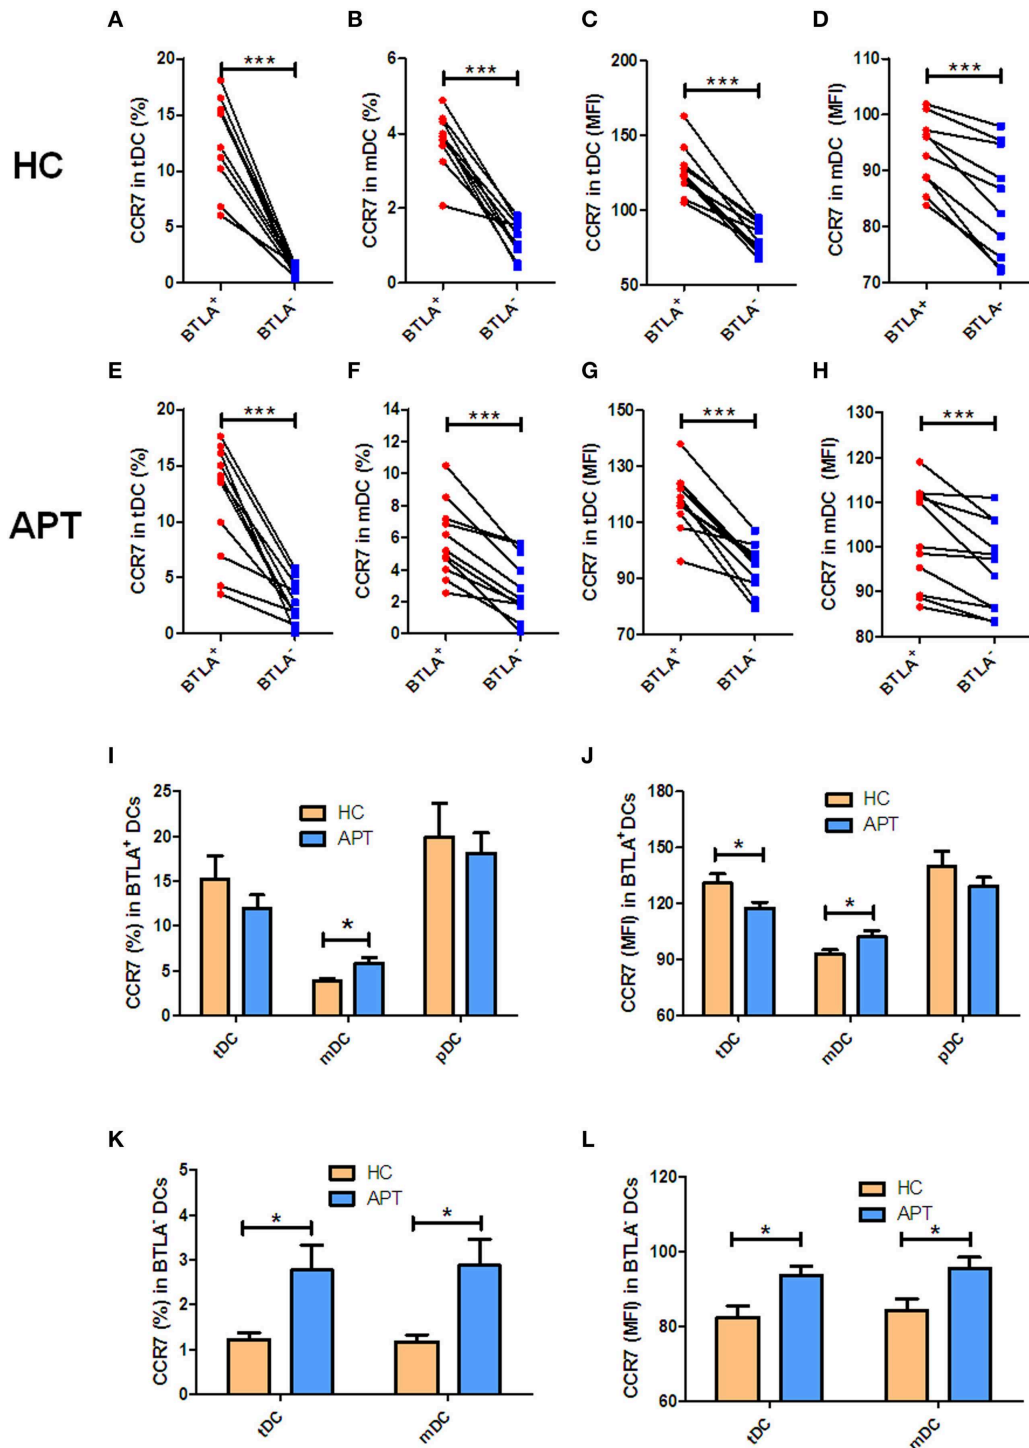 A
B
C
D
HC
CCR7 in tDC (%)
20
15
10
5
0
***
BTLA+
BTLA-
CCR7 in mDC (%)
6
4
2
0
***
BTLA+
BTLA-
CCR7 in tDC (MFI)
200
150
100
50
***
BTLA+
BTLA-
CCR7 in mDC (MFI)
110
100
90
80
70
***
BTLA+
BTLA-
E
F
G
H
APT
CCR7 in tDC (%)
20
15
10
5
0
***
BTLA+
BTLA-
CCR7 in mDC (%)
14
12
10
8
6
4
2
0
***
BTLA+
BTLA-
CCR7 in tDC (MFI)
150
130
110
90
70
***
BTLA+
BTLA-
CCR7 in mDC (MFI)
130
120
110
100
90
80
***
BTLA+
BTLA-
I
CCR7 (%) in BTLA+ DCs
25
20
15
10
5
0
HC
APT
*
tDC
mDC
pDC
J
CCR7 (MFI) in BTLA+ DCs
180
150
120
90
60
HC
APT
*
*
tDC
mDC
pDC
K
CCR7 (%) in BTLA- DCs
5
4
3
2
1
0
HC
APT
*
*
tDC
mDC
L
CCR7 (MFI) in BTLA- DCs
120
100
80
60
HC
APT
*
*
tDC
mDC